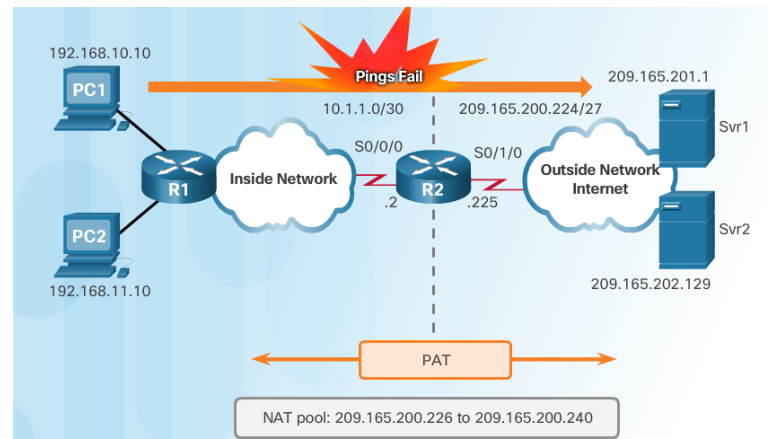 192.168.10.10
PC1
Pings Fail
209.165.201.1
10.1.1.0/30
209.165.200.224/27
Svr1
S0/0/0
S0/1/0
R1
Inside Network
R2
Outside Network
Internet
.2
.225
PC2
Svr2
192.168.11.10
209.165.202.129
PAT
NAT pool: 209.165.200.226 to 209.165.200.240